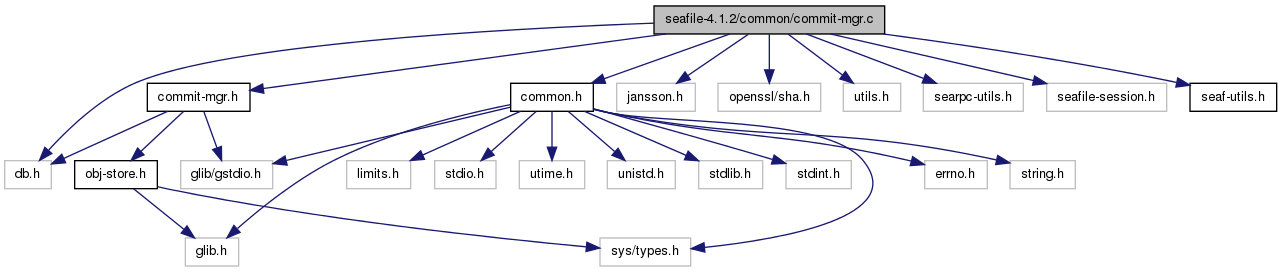 seafile-4.1.2/common/commit-mgr.c
commit-mgr.h
common.h
jansson.h
openssl/sha.h
utils.h
searpc-utils.h
seafile-session.h
seaf-utils.h
db.h
obj-store.h
glib/gstdio.h
limits.h
stdio.h
utime.h
unistd.h
stdlib.h
stdint.h
errno.h
string.h
glib.h
sys/types.h